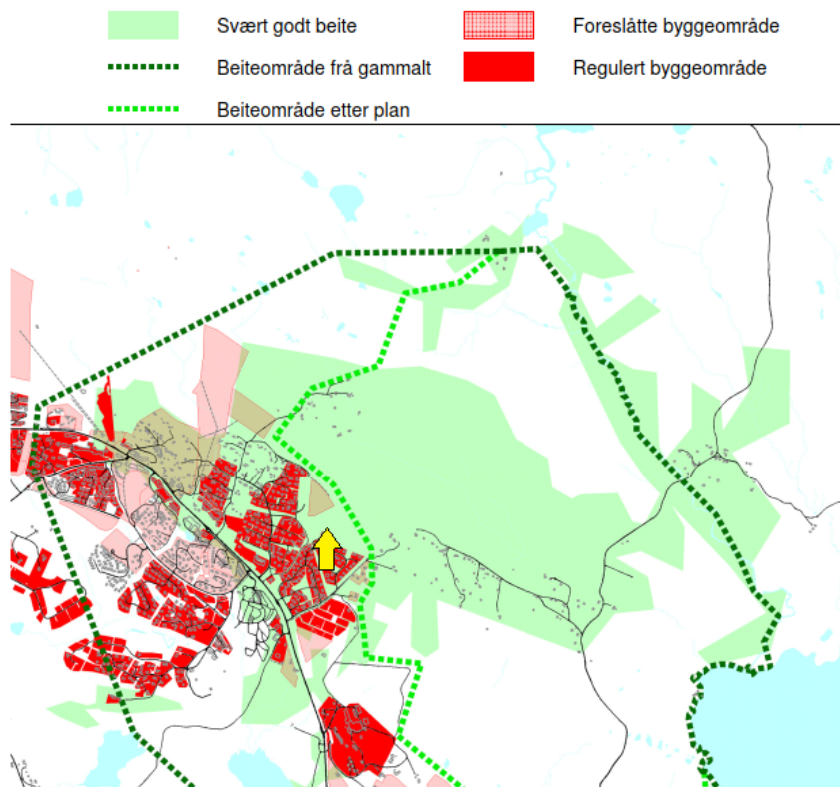 Svært godt beite
Foreslåtte byggeområde
Beiteområde frå gammalt
Regulert byggeområde
Beiteområde etter plan